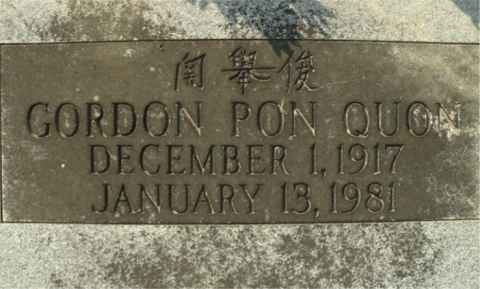 関舉俊
GORDON PON QUON
DECEMBER 1, 1917
JANUARY 13, 1981